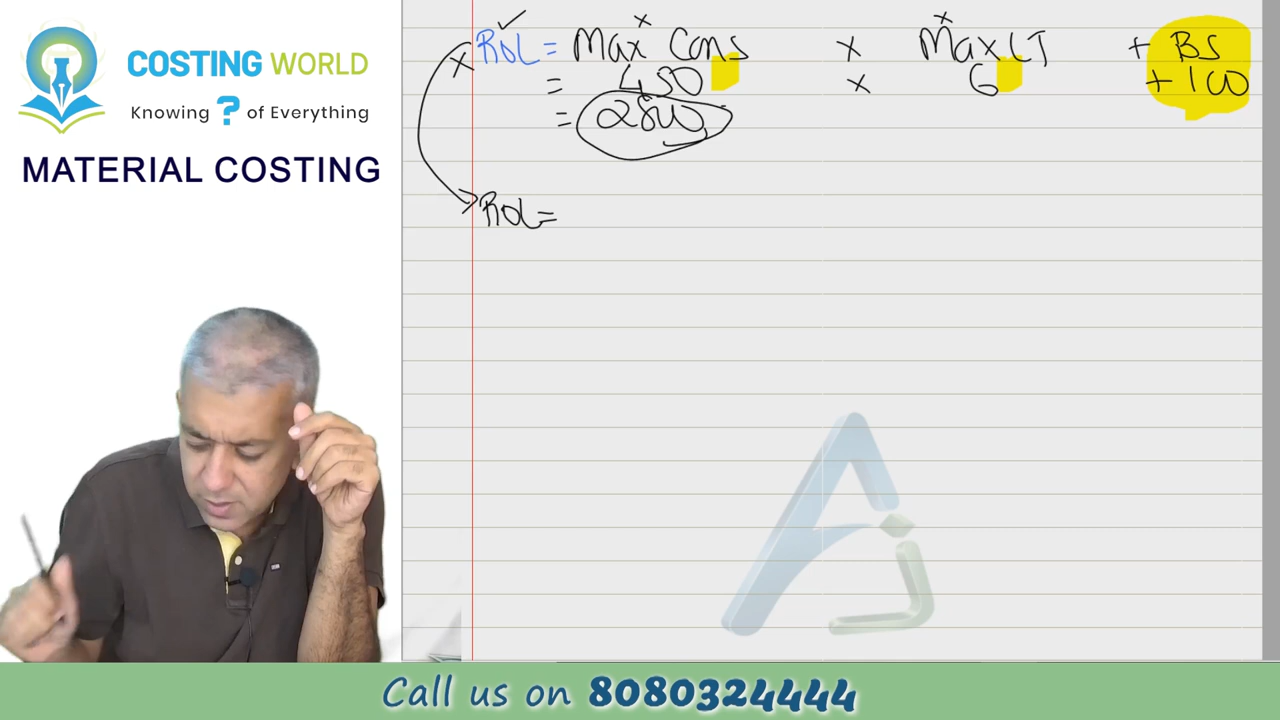 COSTING WORLD
Knowing ? of Everything
MATERIAL COSTING
ROL = Max Cons x Max LT + BS
= 450 x 6 + 100
= 2800
ROL =
Call us on 8080324444